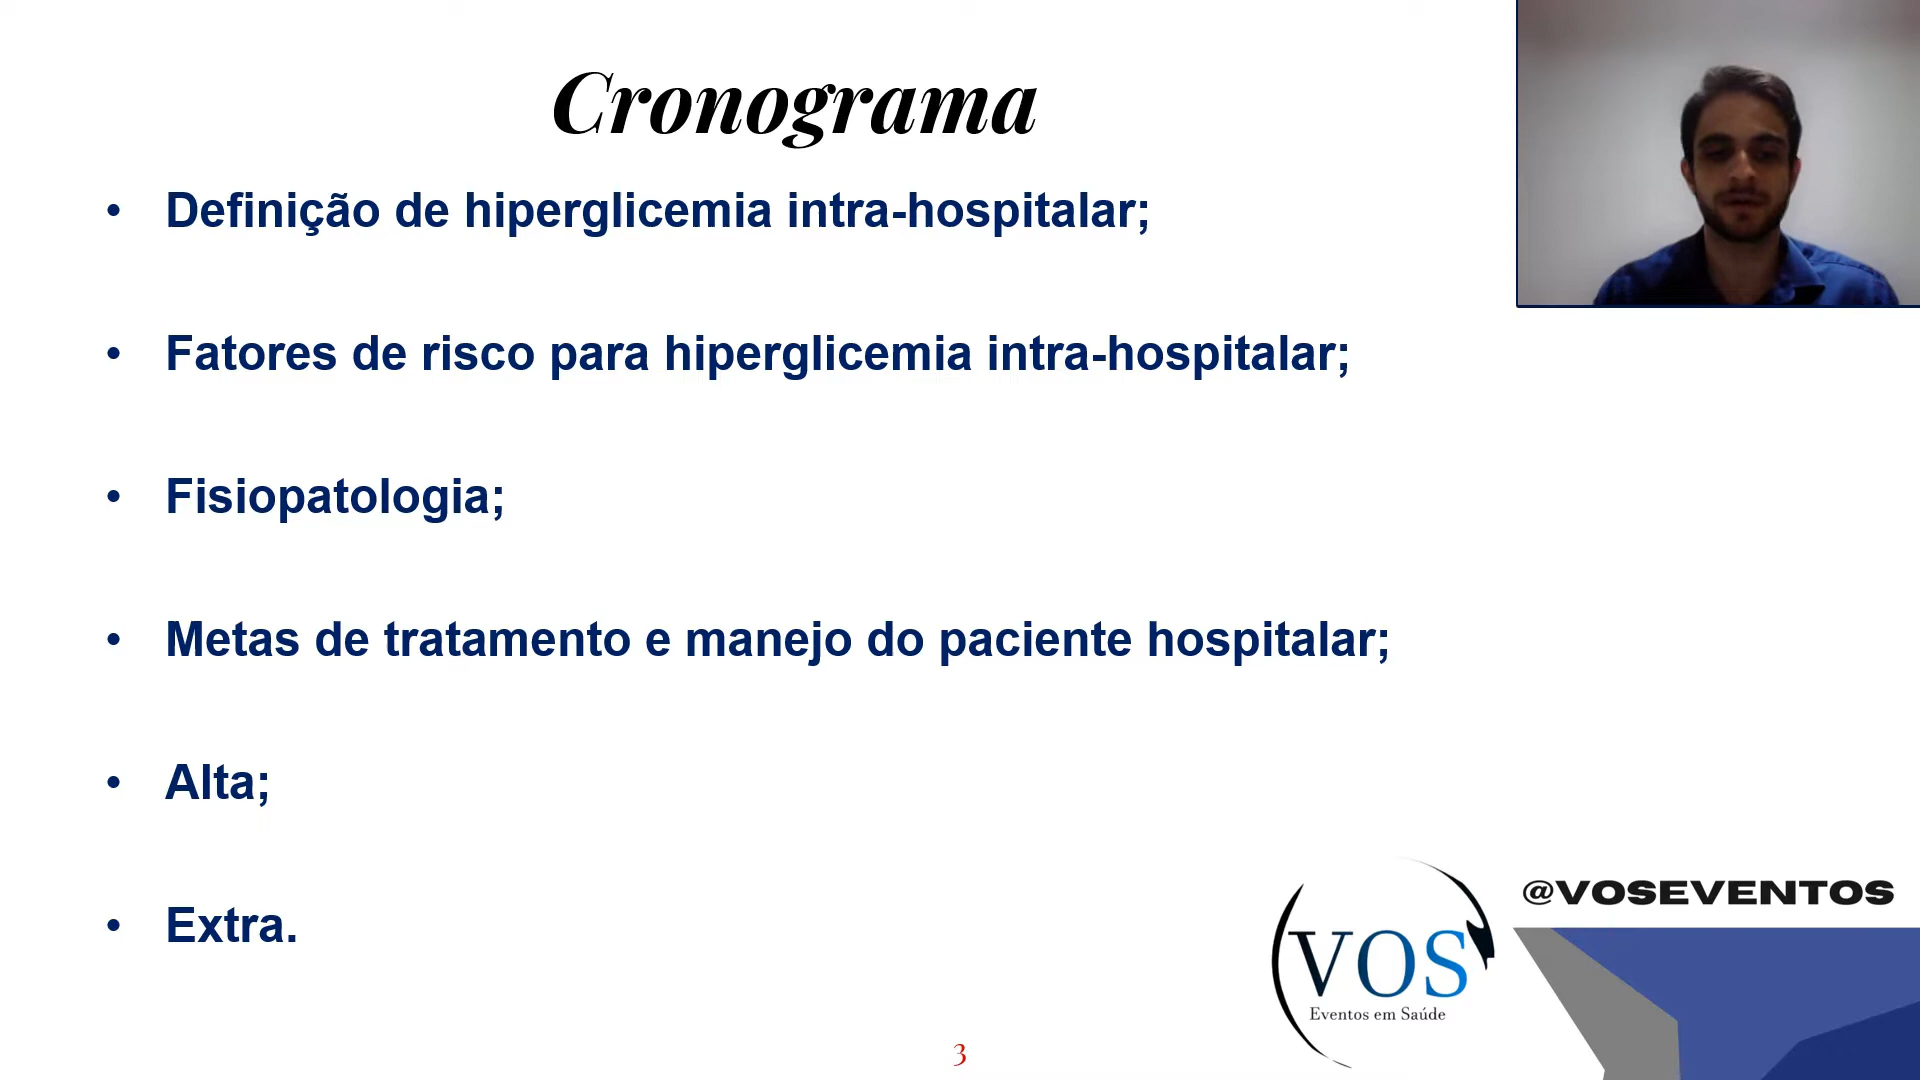 Cronograma
• Definição de hiperglicemia intra-hospitalar;
• Fatores de risco para hiperglicemia intra-hospitalar;
• Fisiopatologia;
• Metas de tratamento e manejo do paciente hospitalar;
• Alta;
• Extra.
@VOSEVENTOS
VOS
Eventos em Saúde
3